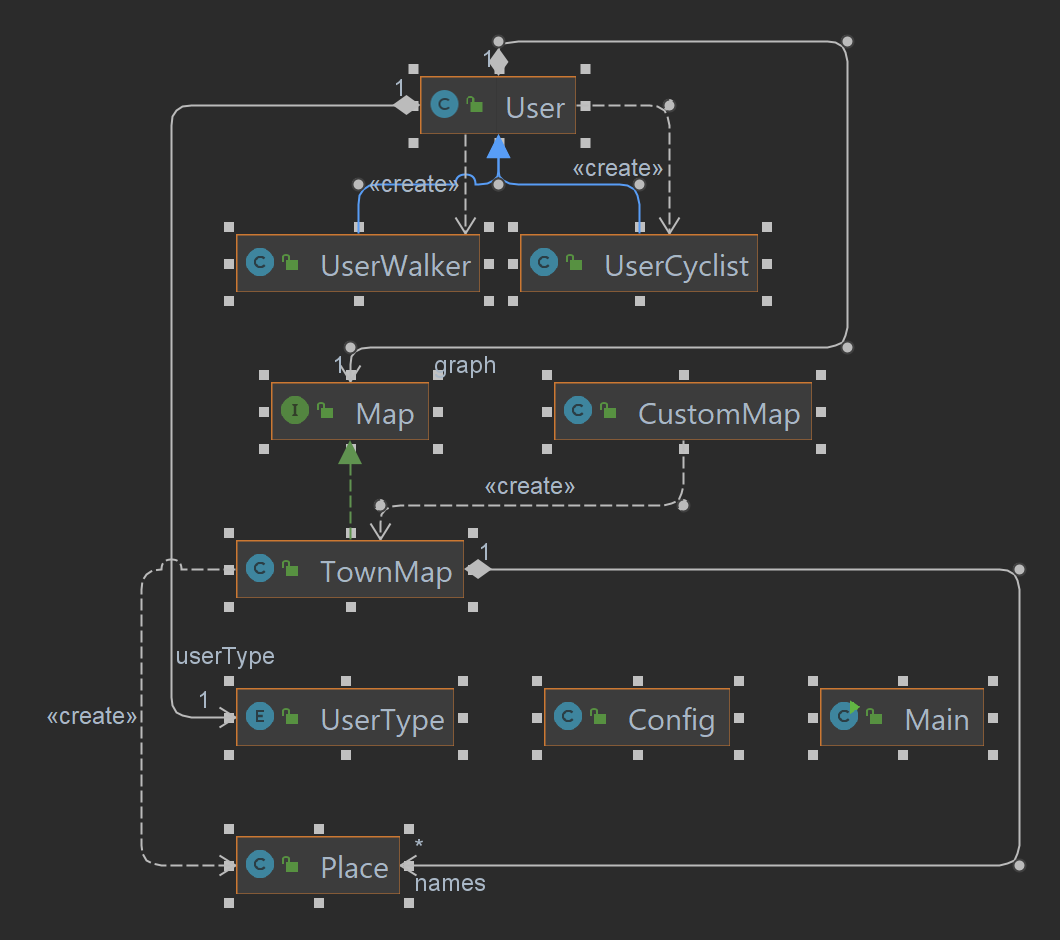 1
1
C User
«create»
«create»
C UserWalker
C UserCyclist
1
graph
I Map
C CustomMap
«create»
1
C TownMap
userType
1
«create»
E UserType
C Config
C Main
*
C Place
names